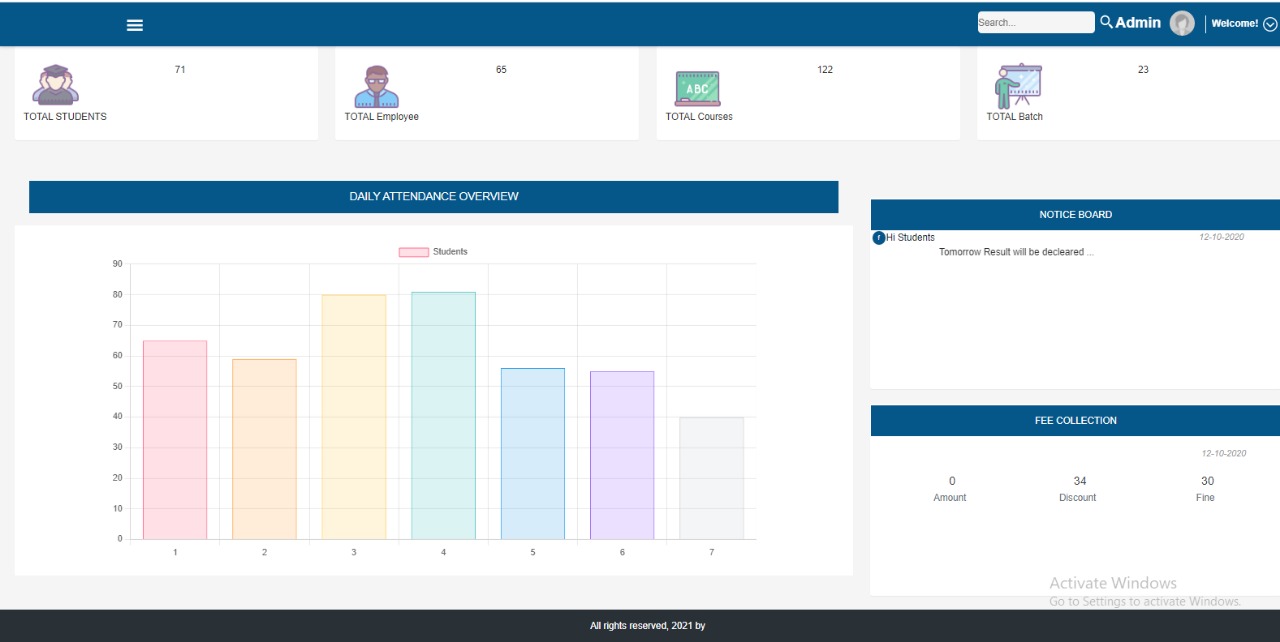 Search...
Admin
Welcome!
71
TOTAL STUDENTS
65
TOTAL Employee
ABC
122
TOTAL Courses
23
TOTAL Batch
DAILY ATTENDANCE OVERVIEW
Students
90
80
70
60
50
40
30
20
10
0
1 2 3 4 5 6 7
NOTICE BOARD
Hi Students 12-10-2020
Tomorrow Result will be decleared ...
FEE COLLECTION
12-10-2020
0 34 30
Amount Discount Fine
Activate Windows
Go to Settings to activate Windows.
All rights reserved, 2021 by